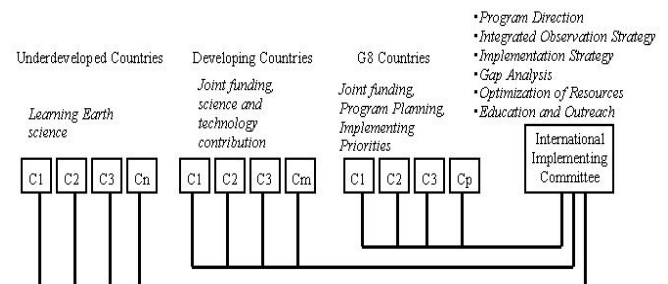 •Program Direction
•Integrated Observation Strategy
•Implementation Strategy
•Gap Analysis
•Optimization of Resources
•Education and Outreach
Underdeveloped Countries
Developing Countries
G8 Countries
Learning Earth
science
Joint funding,
science and
technology
contribution
Joint funding,
Program Planning,
Implementing
Priorities
International
Implementing
Committee
C1 C2 C3 Cn
C1 C2 C3 Cm
C1 C2 C3 Cp